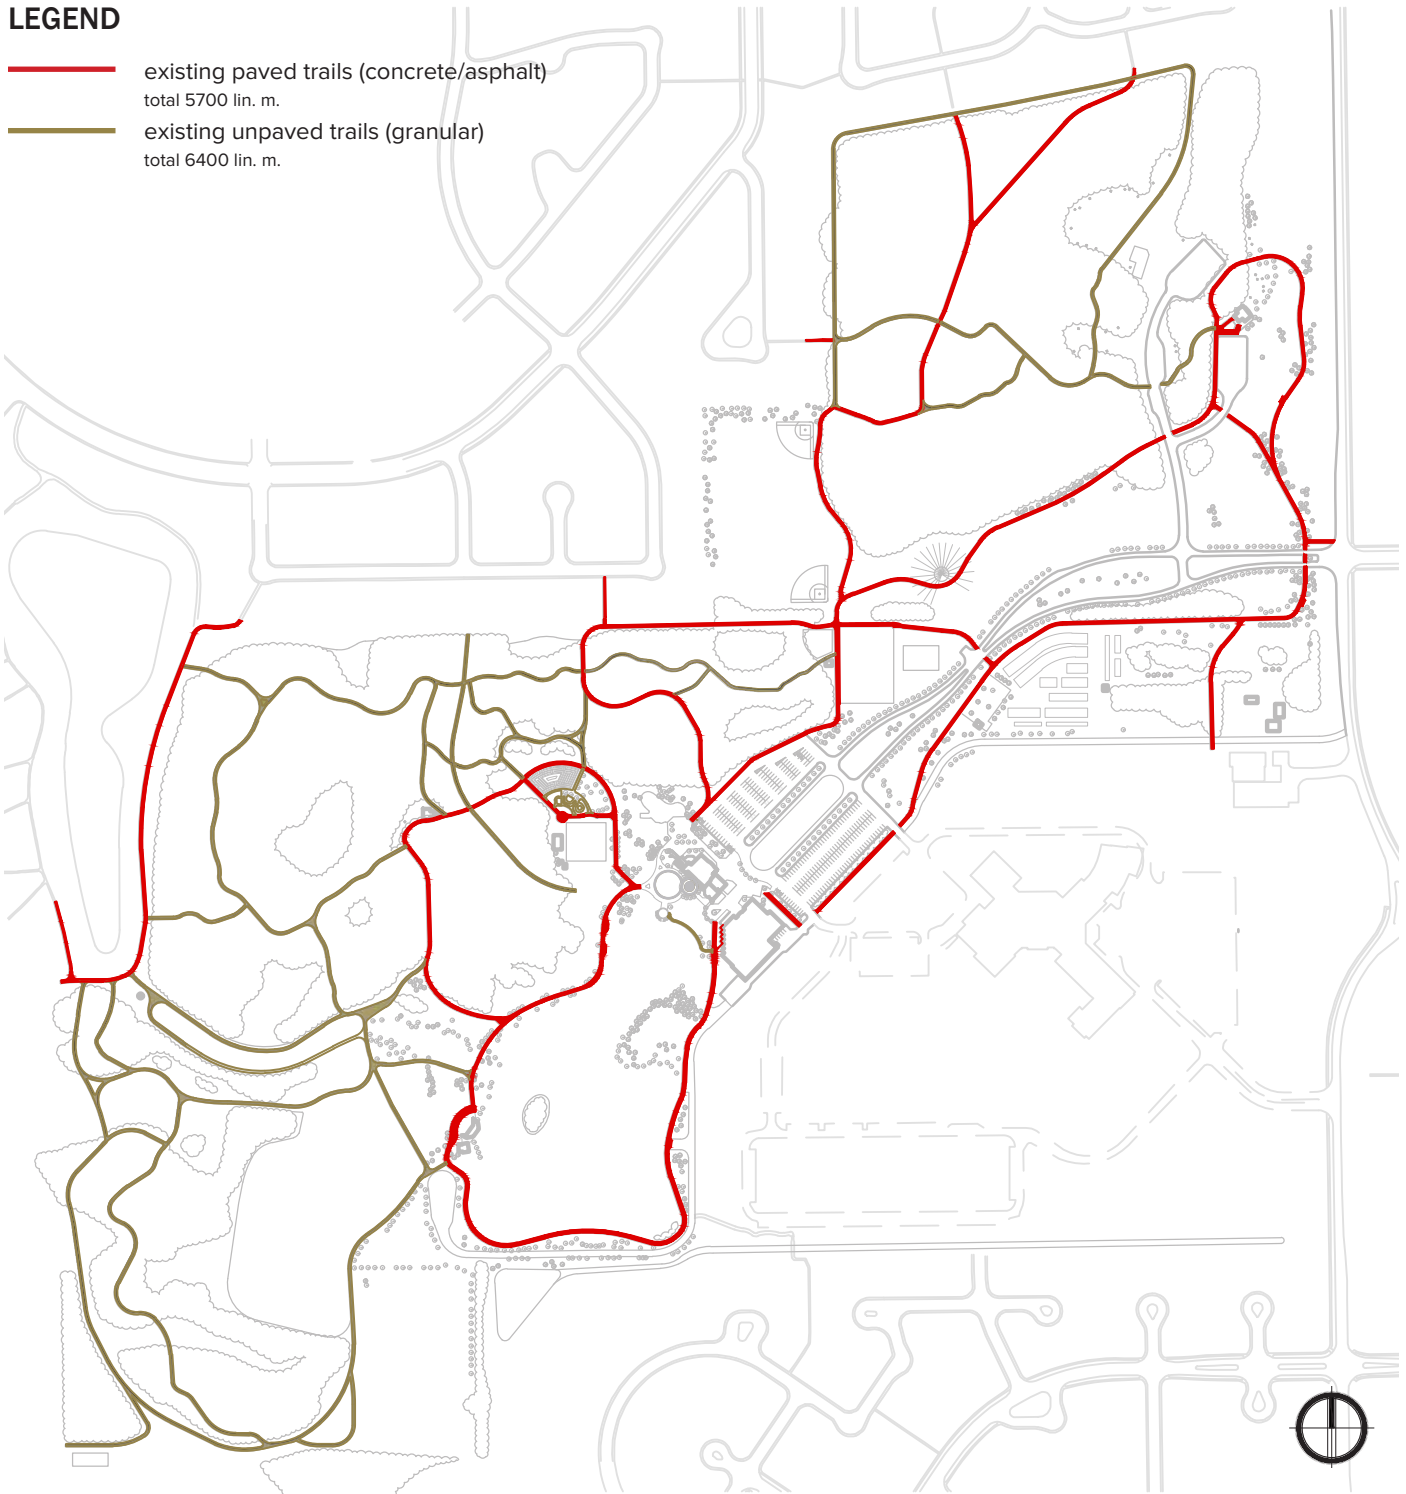 LEGEND
existing paved trails (concrete/asphalt)
total 5700 lin. m.
existing unpaved trails (granular)
total 6400 lin. m.